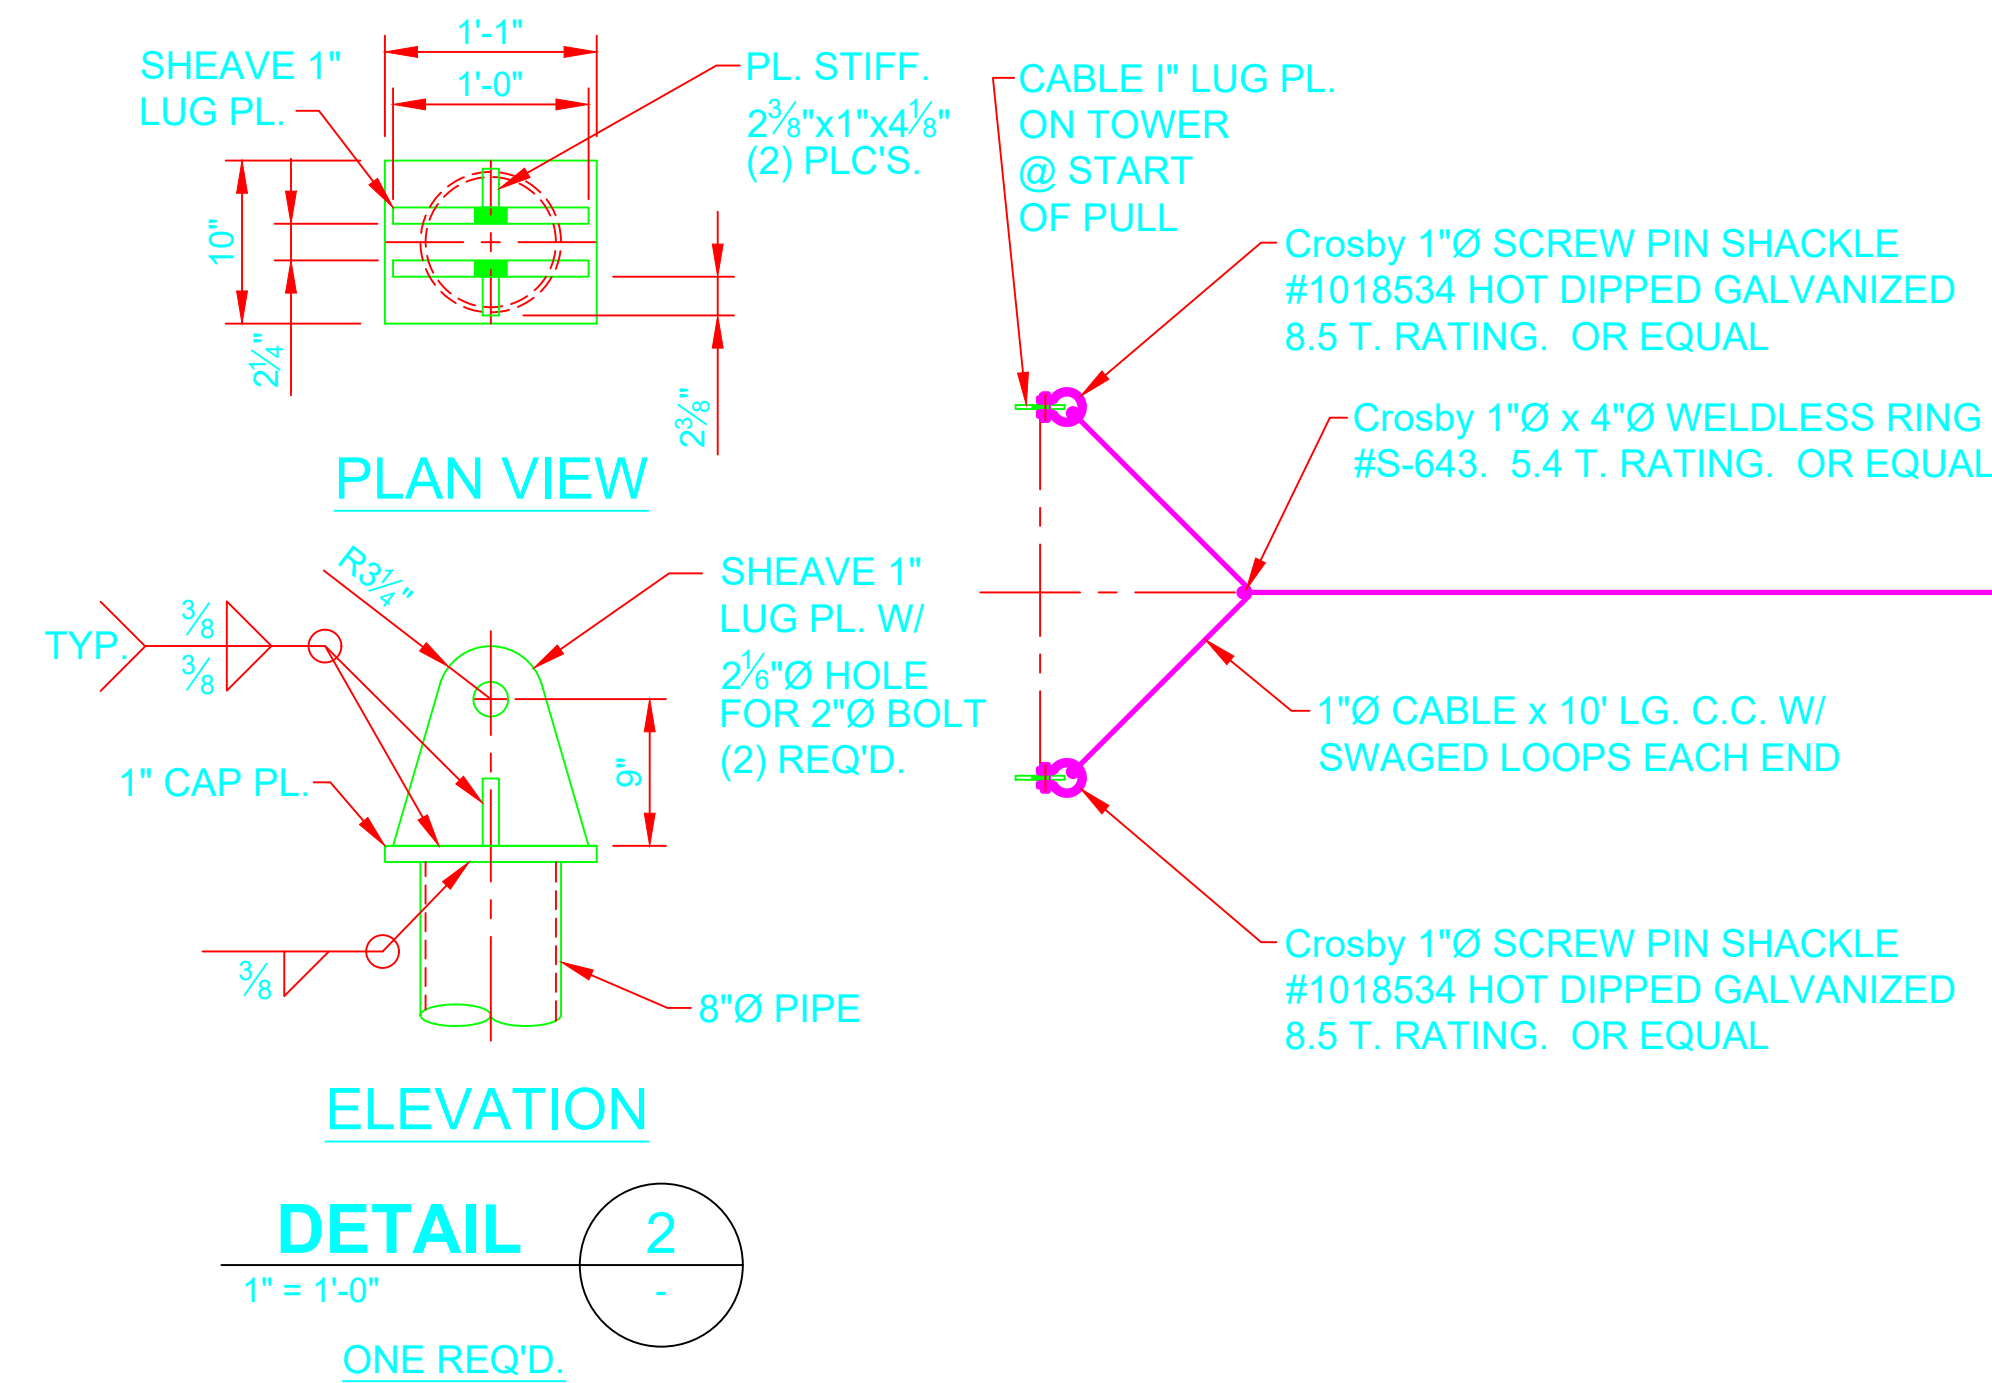 1'-1"
1'-0"
SHEAVE 1"
LUG PL.
PL. STIFF.
2⅜"x1"x4⅛"
(2) PLC'S.
10"
2¼"
2⅜"
PLAN VIEW
CABLE I" LUG PL.
ON TOWER
@ START
OF PULL
Crosby 1"Ø SCREW PIN SHACKLE
#1018534 HOT DIPPED GALVANIZED
8.5 T. RATING.  OR EQUAL
Crosby 1"Ø x 4"Ø WELDLESS RING
#S-643.  5.4 T. RATING.  OR EQUAL
R3¼"
SHEAVE 1"
LUG PL. W/
2⅙"Ø HOLE
FOR 2"Ø BOLT
(2) REQ'D.
TYP.
⅜
⅜
1" CAP PL.
9"
⅜
8"Ø PIPE
1"Ø CABLE x 10' LG. C.C. W/
SWAGED LOOPS EACH END
Crosby 1"Ø SCREW PIN SHACKLE
#1018534 HOT DIPPED GALVANIZED
8.5 T. RATING.  OR EQUAL
ELEVATION
DETAIL
2
1" = 1'-0"
-
ONE REQ'D.